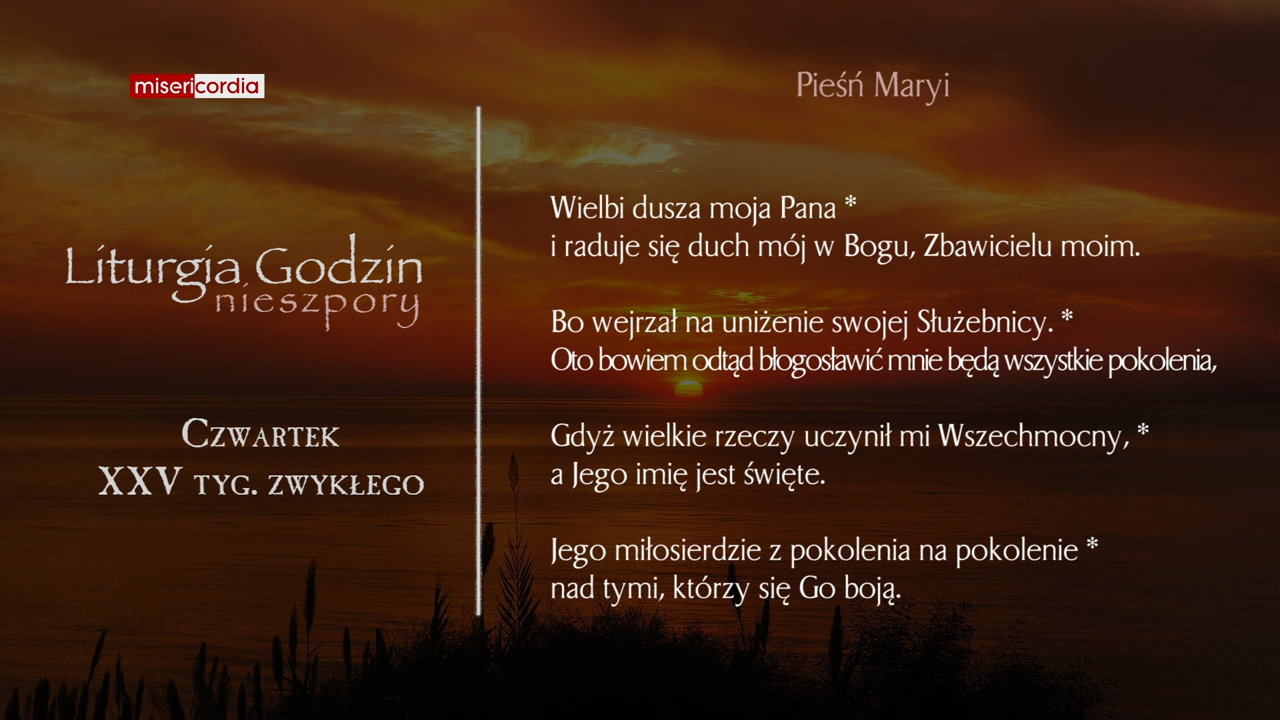 misericordia
Liturgia Godzin
nieszpory
Czwartek
XXV tyg. zwykłego
Pieśń Maryi
Wielbi dusza moja Pana *
i raduje się duch mój w Bogu, Zbawicielu moim.
Bo wejrzał na uniżenie swojej Służebnicy. *
Oto bowiem odtąd błogosławić mnie będą wszystkie pokolenia,
Gdyż wielkie rzeczy uczynił mi Wszechmocny, *
a Jego imię jest święte.
Jego miłosierdzie z pokolenia na pokolenie *
nad tymi, którzy się Go boją.